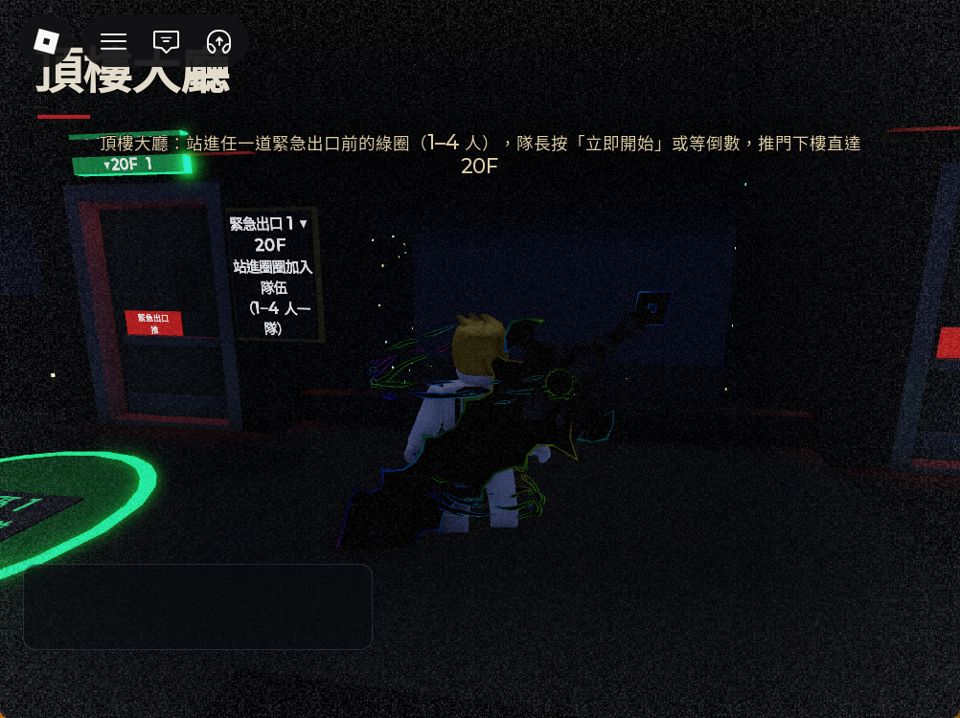 頂樓大廳
頂樓大廳：站進任一道緊急出口前的綠圈（1–4 人），隊長按「立即開始」或等倒數，推門下樓直達
20F
▼20F 1
緊急出口 1 ▼
20F
站進圈圈加入
隊伍
（1–4 人一
隊）
緊急出口
推